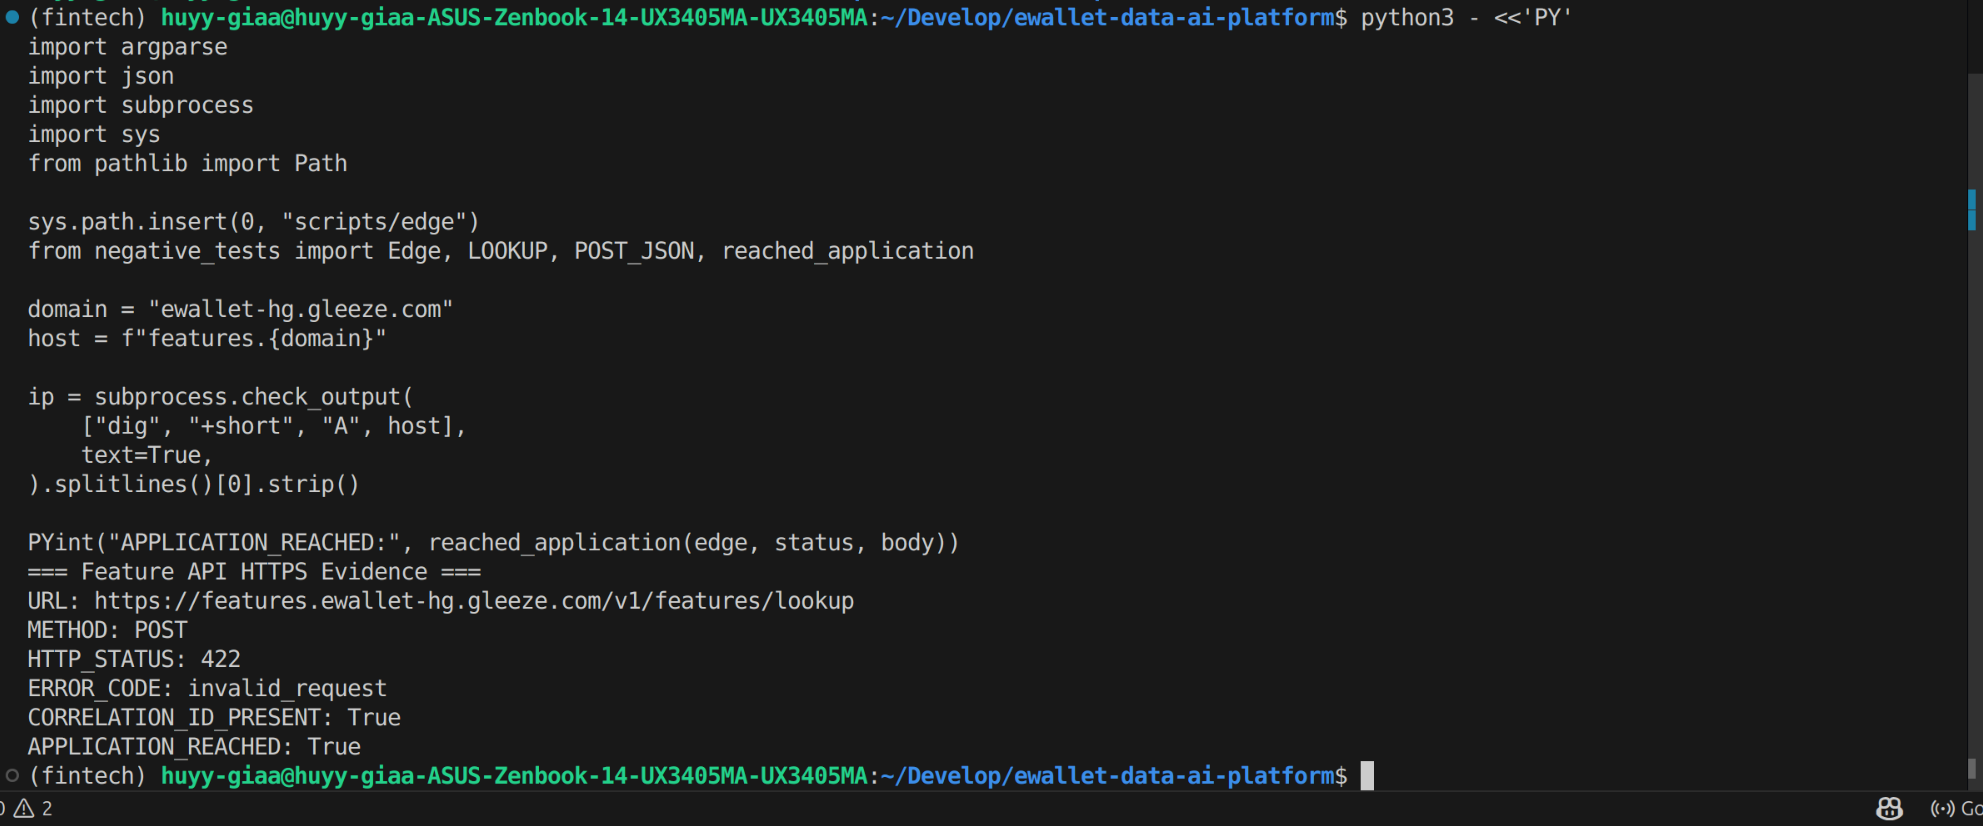 (fintech) huyy-giaa@huyy-giaa-ASUS-Zenbook-14-UX3405MA-UX3405MA:~/Develop/ewallet-data-ai-platform$ python3 - <<'PY'
import argparse
import json
import subprocess
import sys
from pathlib import Path

sys.path.insert(0, "scripts/edge")
from negative_tests import Edge, LOOKUP, POST_JSON, reached_application

domain = "ewallet-hg.gleeze.com"
host = f"features.{domain}"

ip = subprocess.check_output(
    ["dig", "+short", "A", host],
    text=True,
).splitlines()[0].strip()

PYint("APPLICATION_REACHED:", reached_application(edge, status, body))
=== Feature API HTTPS Evidence ===
URL: https://features.ewallet-hg.gleeze.com/v1/features/lookup
METHOD: POST
HTTP_STATUS: 422
ERROR_CODE: invalid_request
CORRELATION_ID_PRESENT: True
APPLICATION_REACHED: True
(fintech) huyy-giaa@huyy-giaa-ASUS-Zenbook-14-UX3405MA-UX3405MA:~/Develop/ewallet-data-ai-platform$
2 Go